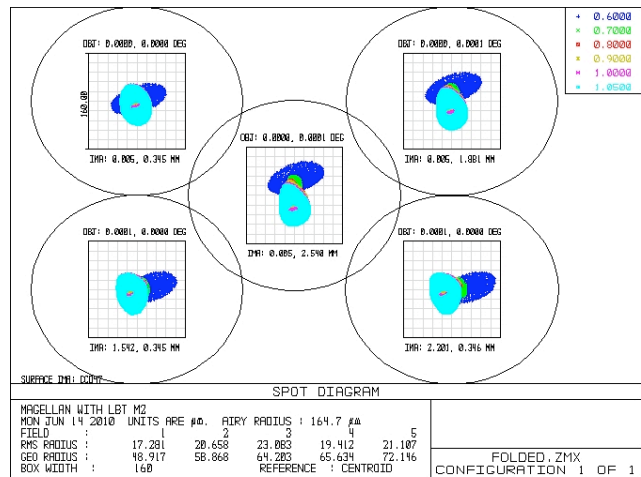 + 0.6000
× 0.7000
0.8000
0.9000
1.0000
1.0500
OBJ: 0.0000, 0.0000 DEG
160.00
IMA: 0.005, 0.345 MM
OBJ: 0.0000, 0.0001 DEG
IMA: 0.005, 1.881 MM
OBJ: 0.0000, 0.0001 DEG
IMA: 0.005, 2.540 MM
OBJ: 0.0001, 0.0000 DEG
IMA: 1.542, 0.345 MM
OBJ: 0.0001, 0.0000 DEG
IMA: 2.201, 0.346 MM
SURFACE IMA: CCD47
SPOT DIAGRAM
MAGELLAN WITH LBT M2
MON JUN 14 2010 UNITS ARE µm. AIRY RADIUS : 164.7 µm
FIELD : 1 2 3 4 5
RMS RADIUS : 17.281 20.658 23.083 19.412 21.107
GEO RADIUS : 48.917 58.868 64.203 65.634 72.146
BOX WIDTH : 160 REFERENCE : CENTROID
FOLDED.ZMX
CONFIGURATION 1 OF 1